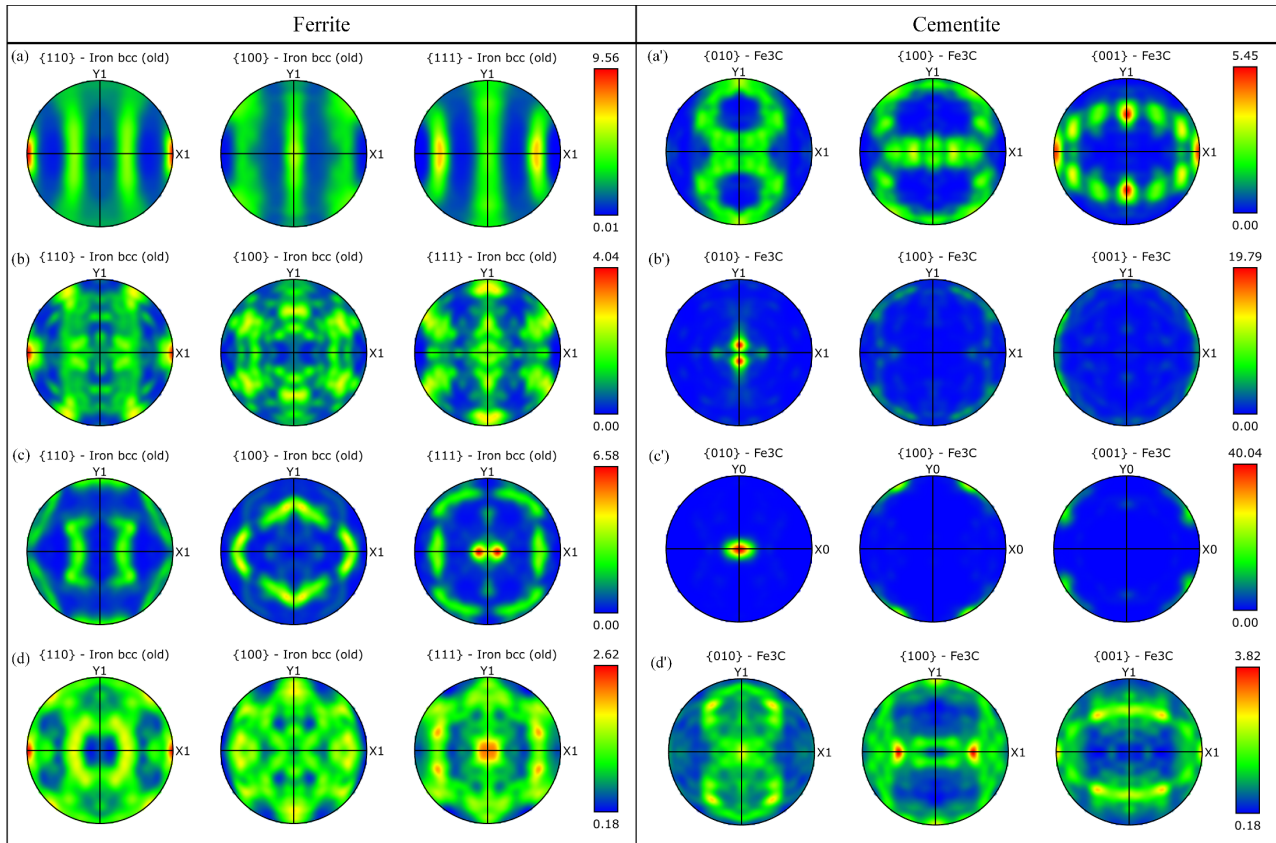 Ferrite Cementite
(a) {110} - Iron bcc (old) {100} - Iron bcc (old) {111} - Iron bcc (old) 9.56
Y1 Y1 Y1
X1 X1 X1
0.01
(a') {010} - Fe3C {100} - Fe3C {001} - Fe3C 5.45
Y1 Y1 Y1
X1 X1 X1
0.00
(b) {110} - Iron bcc (old) {100} - Iron bcc (old) {111} - Iron bcc (old) 4.04
Y1 Y1 Y1
X1 X1 X1
0.00
(b') {010} - Fe3C {100} - Fe3C {001} - Fe3C 19.79
Y1 Y1 Y1
X1 X1 X1
0.00
(c) {110} - Iron bcc (old) {100} - Iron bcc (old) {111} - Iron bcc (old) 6.58
Y1 Y1 Y1
X1 X1 X1
0.00
(c') {010} - Fe3C {100} - Fe3C {001} - Fe3C 40.04
Y0 Y0 Y0
X0 X0 X0
0.00
(d) {110} - Iron bcc (old) {100} - Iron bcc (old) {111} - Iron bcc (old) 2.62
Y1 Y1 Y1
X1 X1 X1
0.18
(d') {010} - Fe3C {100} - Fe3C {001} - Fe3C 3.82
Y1 Y1 Y1
X1 X1 X1
0.18